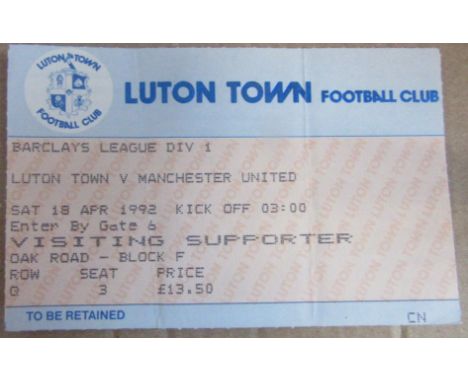 LUTON TOWN
FOOTBALL CLUB
LUTON TOWN FOOTBALL CLUB
BARCLAYS LEAGUE DIV 1
LUTON TOWN V MANCHESTER UNITED
SAT 18 APR 1992 KICK OFF 03:00
Enter By Gate 6
VISITING SUPPORTER
OAK ROAD - BLOCK F
ROW SEAT PRICE
Q 3 £13.50
TO BE RETAINED CN